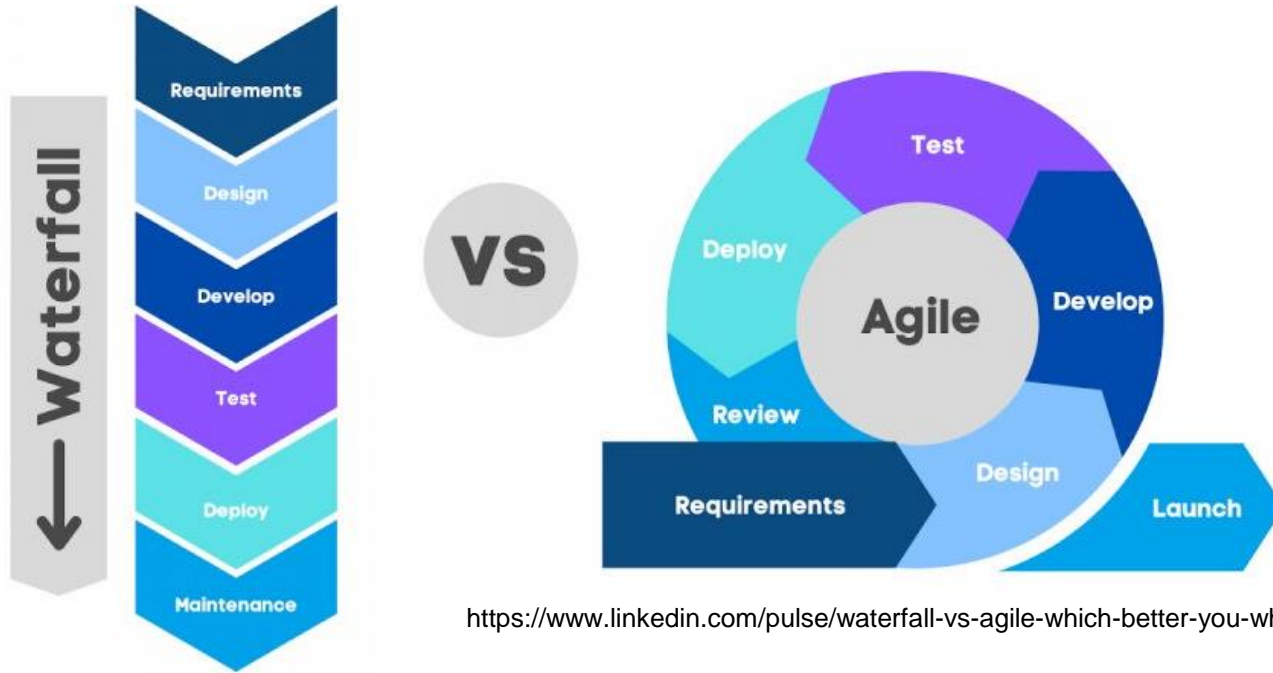 Waterfall
Requirements
Design
Develop
Test
Deploy
Maintenance
VS
Agile
Test
Develop
Deploy
Review
Design
Requirements
Launch
https://www.linkedin.com/pulse/waterfall-vs-agile-which-better-you-wh